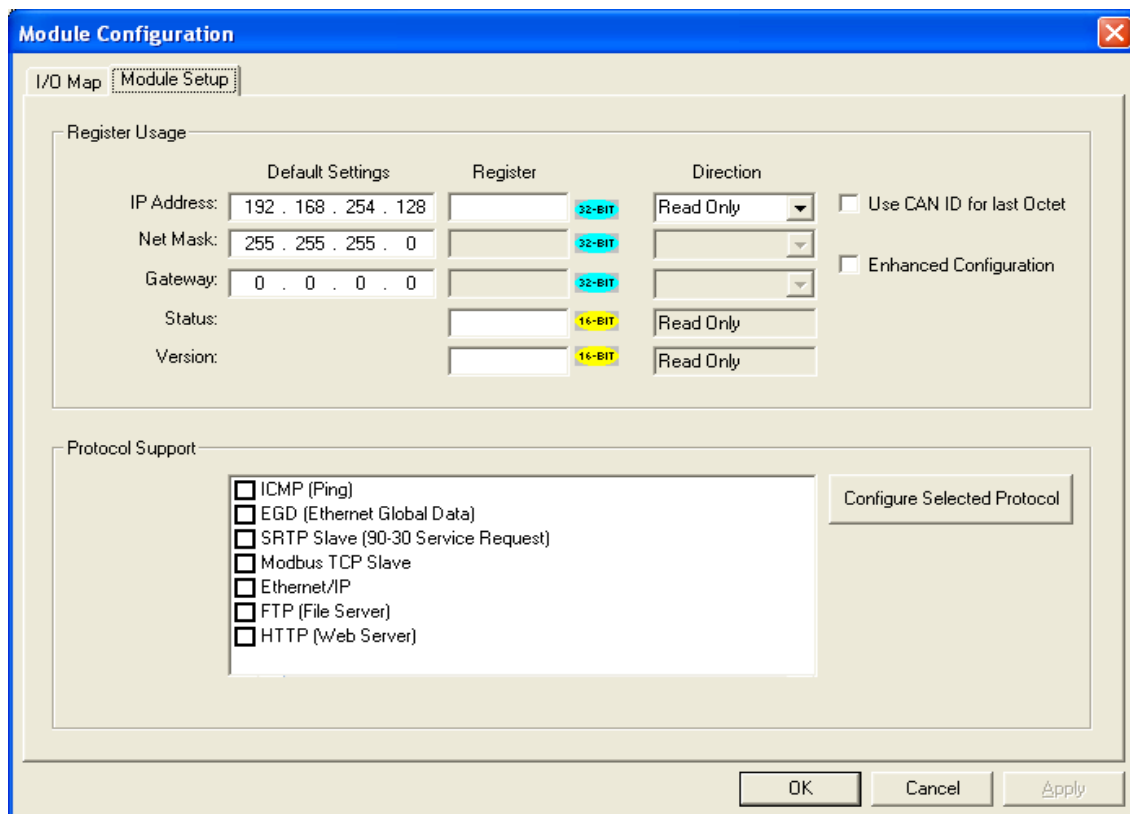 Module Configuration
I/O Map Module Setup
Register Usage
Default Settings Register Direction
IP Address: 192 . 168 . 254 . 128 32-BIT Read Only Use CAN ID for last Octet
Net Mask: 255 . 255 . 255 . 0 32-BIT
Enhanced Configuration
Gateway: 0 . 0 . 0 . 0 32-BIT
Status: 16-BIT Read Only
Version: 16-BIT Read Only
Protocol Support
ICMP (Ping)
Configure Selected Protocol
EGD (Ethernet Global Data)
SRTP Slave (90-30 Service Request)
Modbus TCP Slave
Ethernet/IP
FTP (File Server)
HTTP (Web Server)
OK Cancel Apply